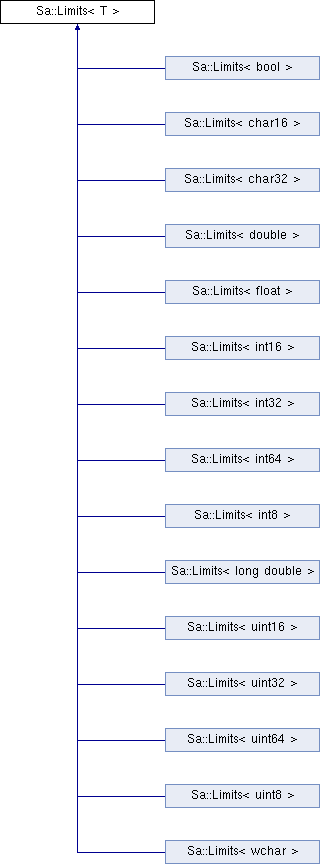 Sa::Limits< T >
Sa::Limits< bool >
Sa::Limits< char16 >
Sa::Limits< char32 >
Sa::Limits< double >
Sa::Limits< float >
Sa::Limits< int16 >
Sa::Limits< int32 >
Sa::Limits< int64 >
Sa::Limits< int8 >
Sa::Limits< long double >
Sa::Limits< uint16 >
Sa::Limits< uint32 >
Sa::Limits< uint64 >
Sa::Limits< uint8 >
Sa::Limits< wchar >